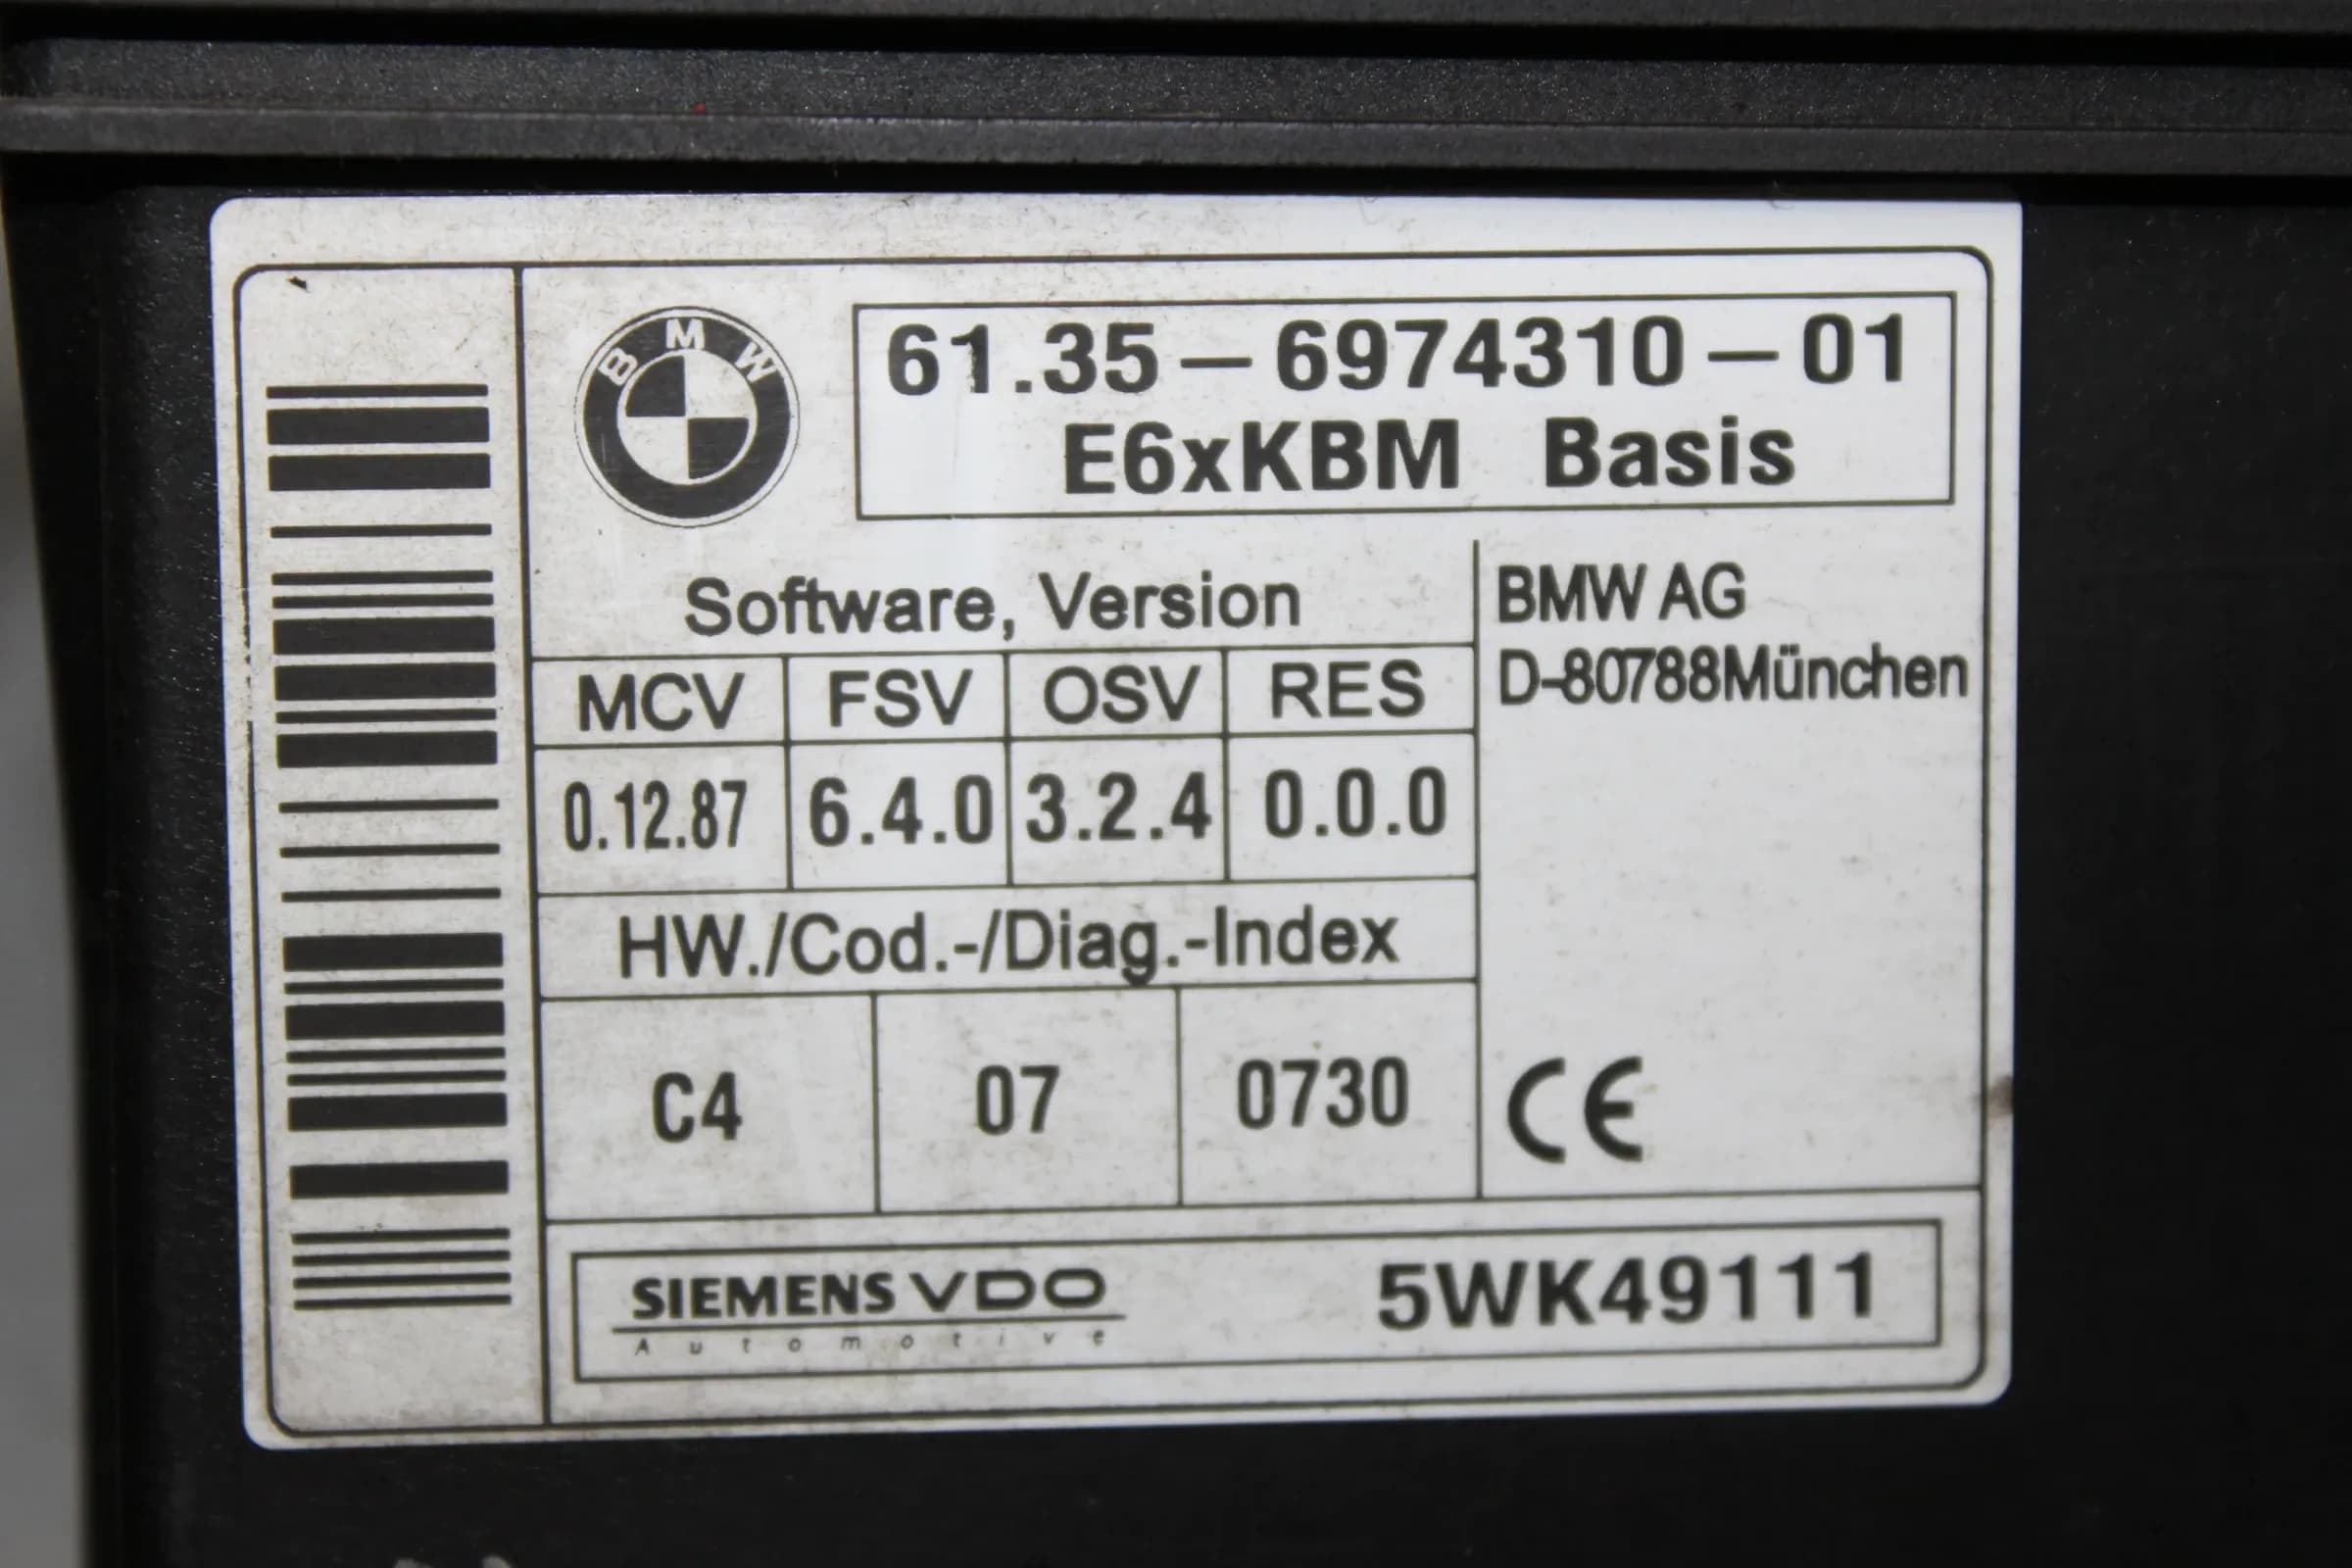 BMW
61.35-6974310-01
E6xKBM Basis
Software, Version
MCV FSV OSV RES
0.12.87 6.4.0 3.2.4 0.0.0
HW./Cod.-/Diag.-Index
C4 07 0730
BMW AG
D-80788München
CE
SIEMENS VDO
Automotive
5WK49111